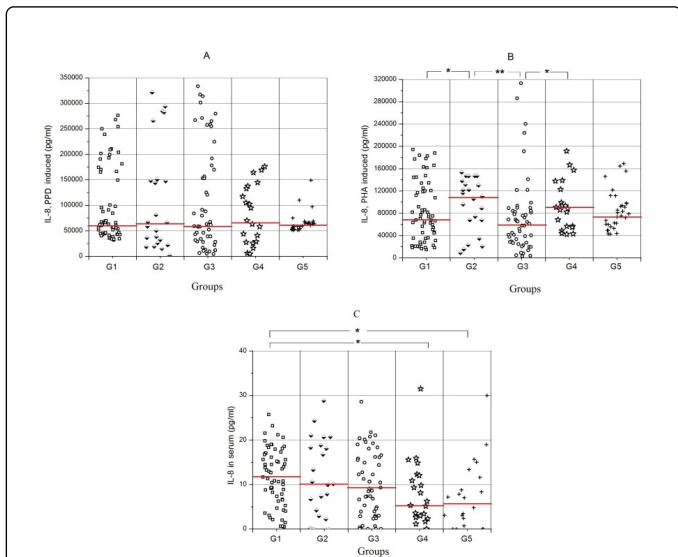 A
IL-8, PPD induced (pg/ml)
350000
300000
250000
200000
150000
100000
50000
0
G1 G2 G3 G4 G5
Groups
B
* ** *
IL-8, PHA induced (pg/ml)
320000
280000
240000
200000
160000
120000
80000
40000
0
G1 G2 G3 G4 G5
Groups
C
*
*
IL-8 in serum (pg/ml)
40
30
20
10
0
G1 G2 G3 G4 G5
Groups